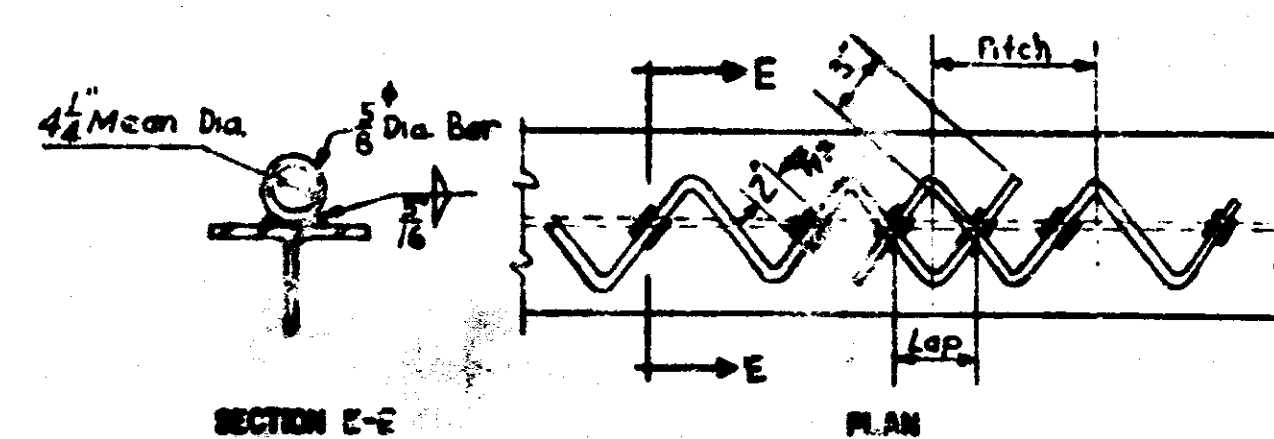 4 1/4" Mean Dia.
5/8 ϕ Dia Bar
5/16
SECTION E-E
E
3"
Pitch
2"
Lap
E
PLAN